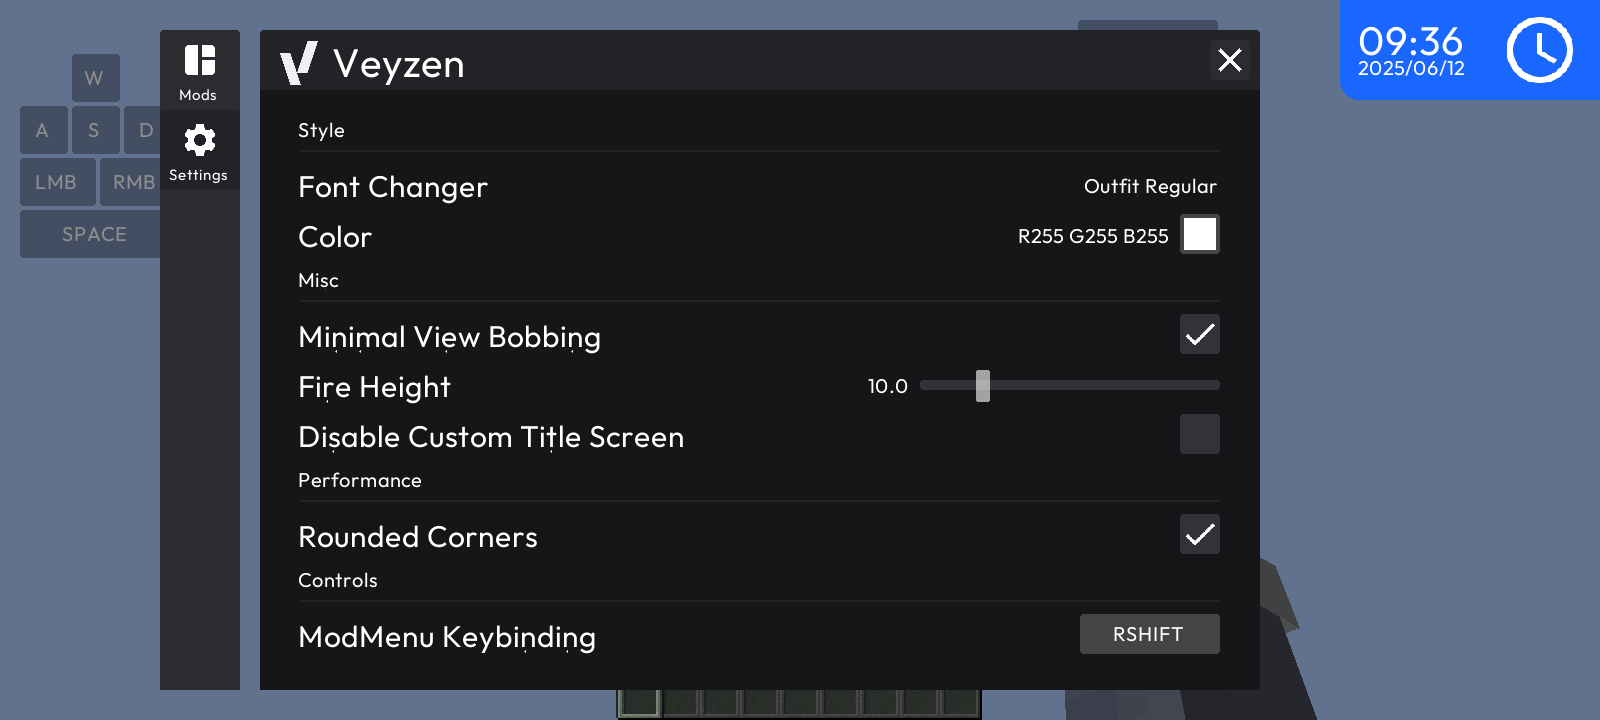 W
A S D
LMB RMB
SPACE
Mods
Settings
Veyzen
09:36
2025/06/12
Style
Font Changer Outfit Regular
Color R255 G255 B255
Misc
Minimal View Bobbing
Fire Height 10.0
Disable Custom Title Screen
Performance
Rounded Corners
Controls
ModMenu Keybinding RSHIFT